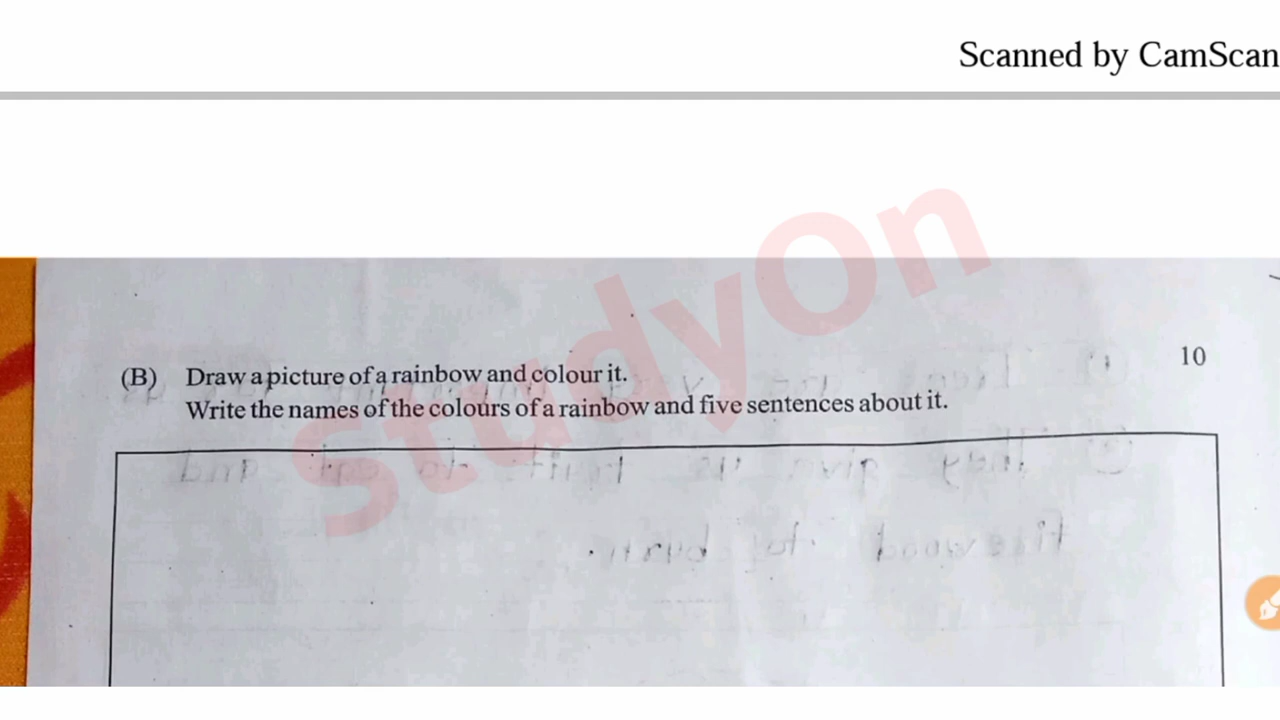 Scanned by CamScan
StudyOn
10
(B) Draw a picture of a rainbow and colour it.
Write the names of the colours of a rainbow and five sentences about it.